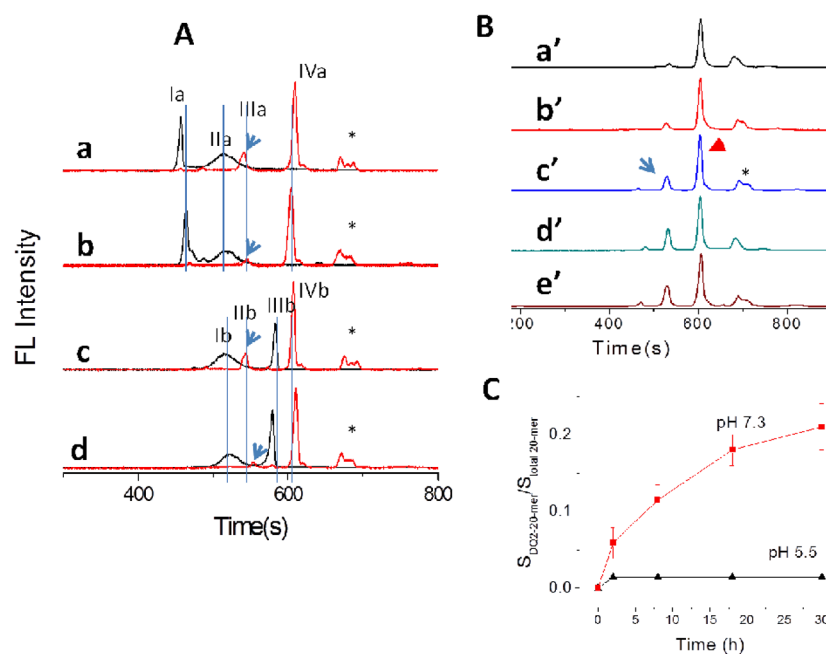 A
Ia
IIa
IIIa
IVa
a
*
b
*
Ib
IIb
IIIb
IVb
c
*
d
*
FL Intensity
400 600 800
Time(s)
B
a’
b’
c’
*
d’
e’
200 400 600 800
Time(s)
C
pH 7.3
pH 5.5
0.2
0.1
0.0
S DO2-20-mer/S total 20-mer
0 5 10 15 20 25 30
Time (h)